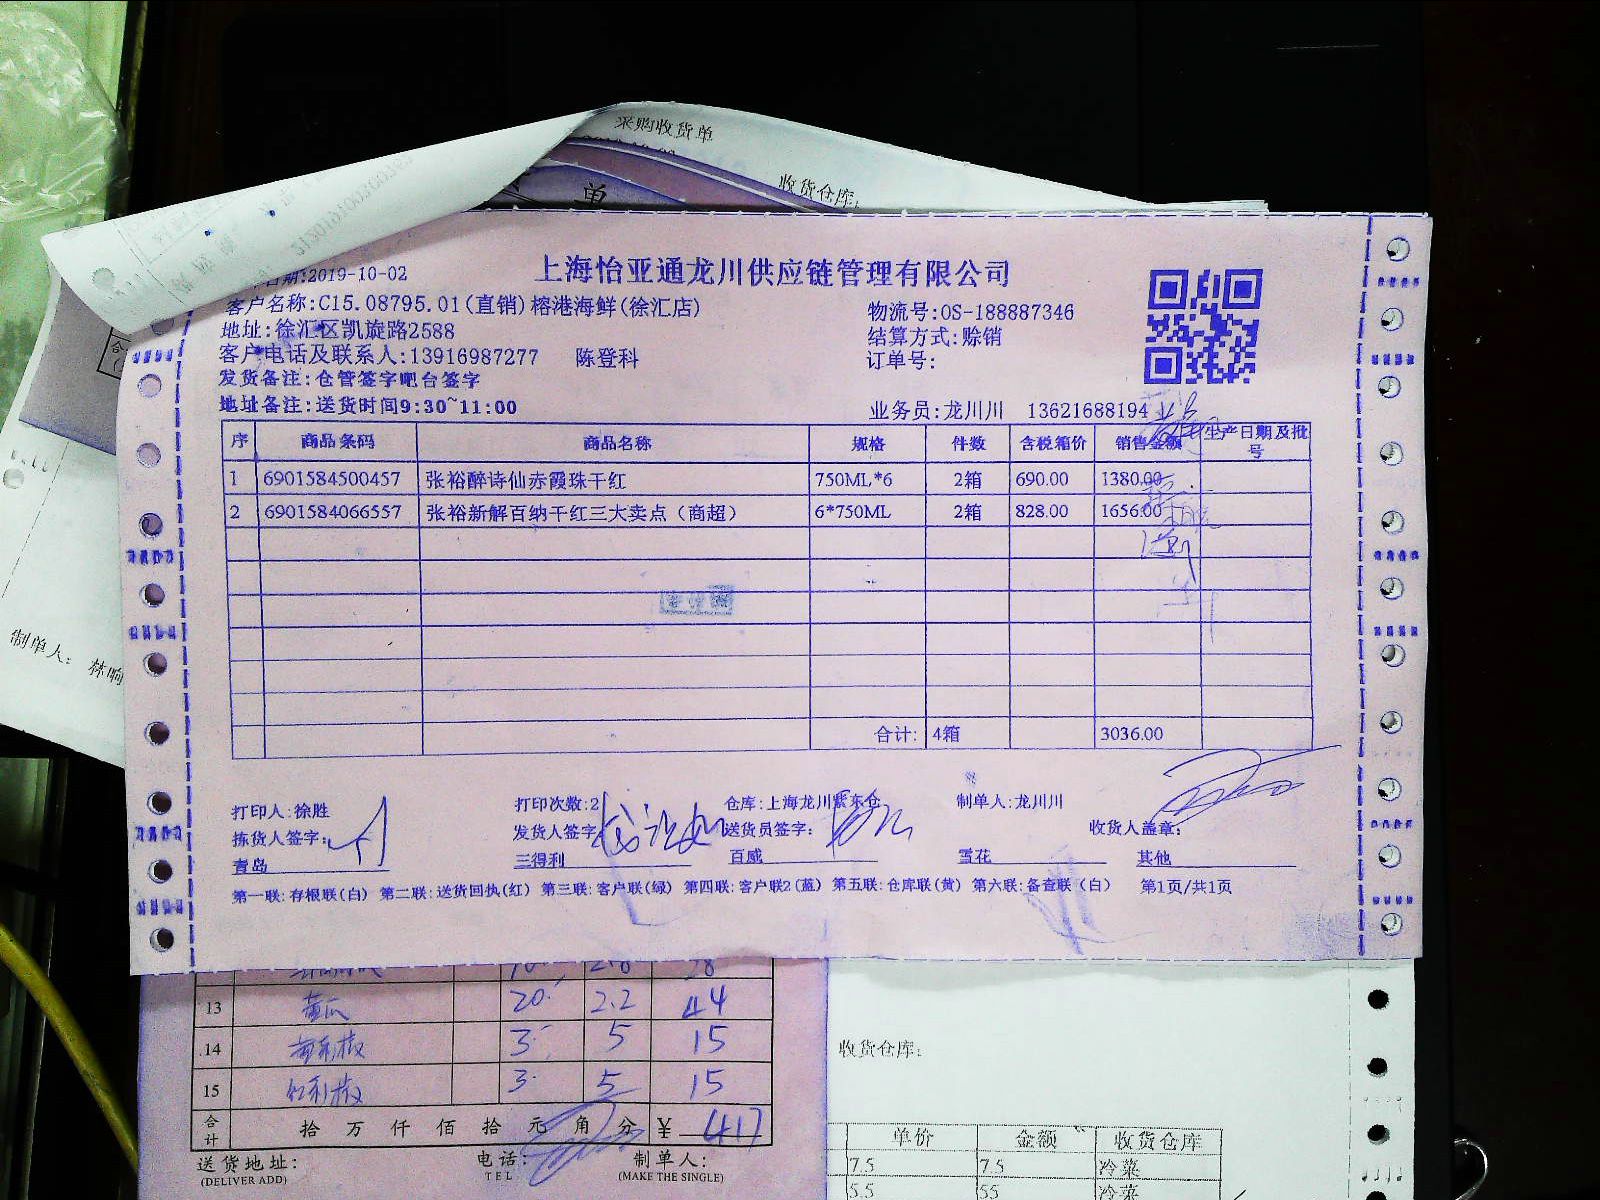 采购收货单
收货仓库:
单
日期:2019-10-02
上海怡亚通龙川供应链管理有限公司
客户名称:C15.08795.01(直销)榕港海鲜(徐汇店)
物流号:OS-188887346
地址:徐汇区凯旋路2588
结算方式:赊销
客户电话及联系人:13916987277 陈登科
订单号:
发货备注:仓管签字吧台签字
地址备注:送货时间9:30~11:00
业务员:龙川川 13621688194
序 商品条码 商品名称 规格 件数 含税箱价 销售金额 生产日期及批号
1 6901584500457 张裕醉诗仙赤霞珠干红 750ML*6 2箱 690.00 1380.00
2 6901584066557 张裕新解百纳干红三大卖点（商超） 6*750ML 2箱 828.00 1656.00
合计: 4箱 3036.00
打印人:徐胜 打印次数:2 仓库:上海龙川紫东仓 制单人:龙川川
拣货人签字: 发货人签字 送货员签字: 收货人盖章:
青岛 三得利 百威 雪花 其他
第一联:存根联(白) 第二联:送货回执(红) 第三联:客户联(绿) 第四联:客户联2(蓝) 第五联:仓库联(黄) 第六联:备查联(白) 第1页/共1页
制单人: 林响
28
13 黄瓜 20 2.2 44
14 3 5 15
15 红利椒 3 5 15
合计 拾 万 仟 佰 拾 元 角 分 ￥ 417
送货地址: 电话: 制单人:
(DELIVER ADD) TEL (MAKE THE SINGLE)
收货仓库:
单价 金额 收货仓库
7.5 7.5 冷菜
5.5 55 冷菜